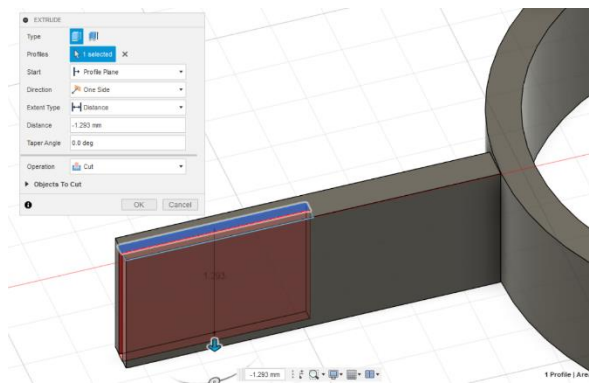 EXTRUDE
Type
Profiles 1 selected
Start Profile Plane
Direction One Side
Extent Type Distance
Distance -1.293 mm
Taper Angle 0.0 deg
Operation Cut
Objects To Cut
OK Cancel
1.293
-1.293 mm
1 Profile | Area